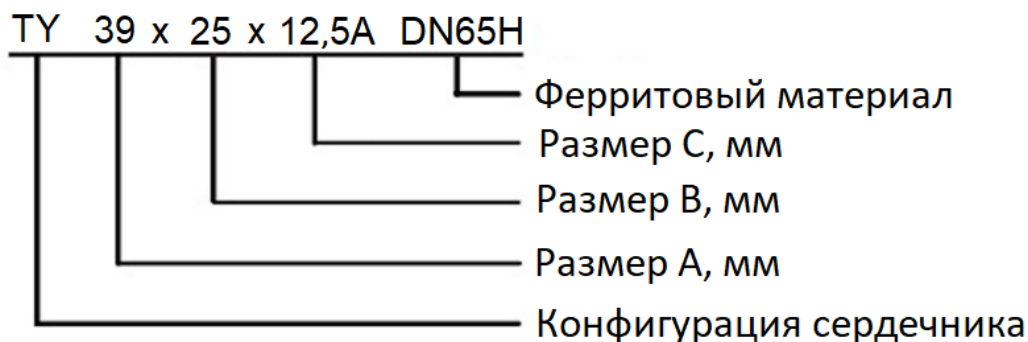 TY 39 x 25 x 12,5A DN65H
Ферритовый материал
Размер C, мм
Размер B, мм
Размер A, мм
Конфигурация сердечника